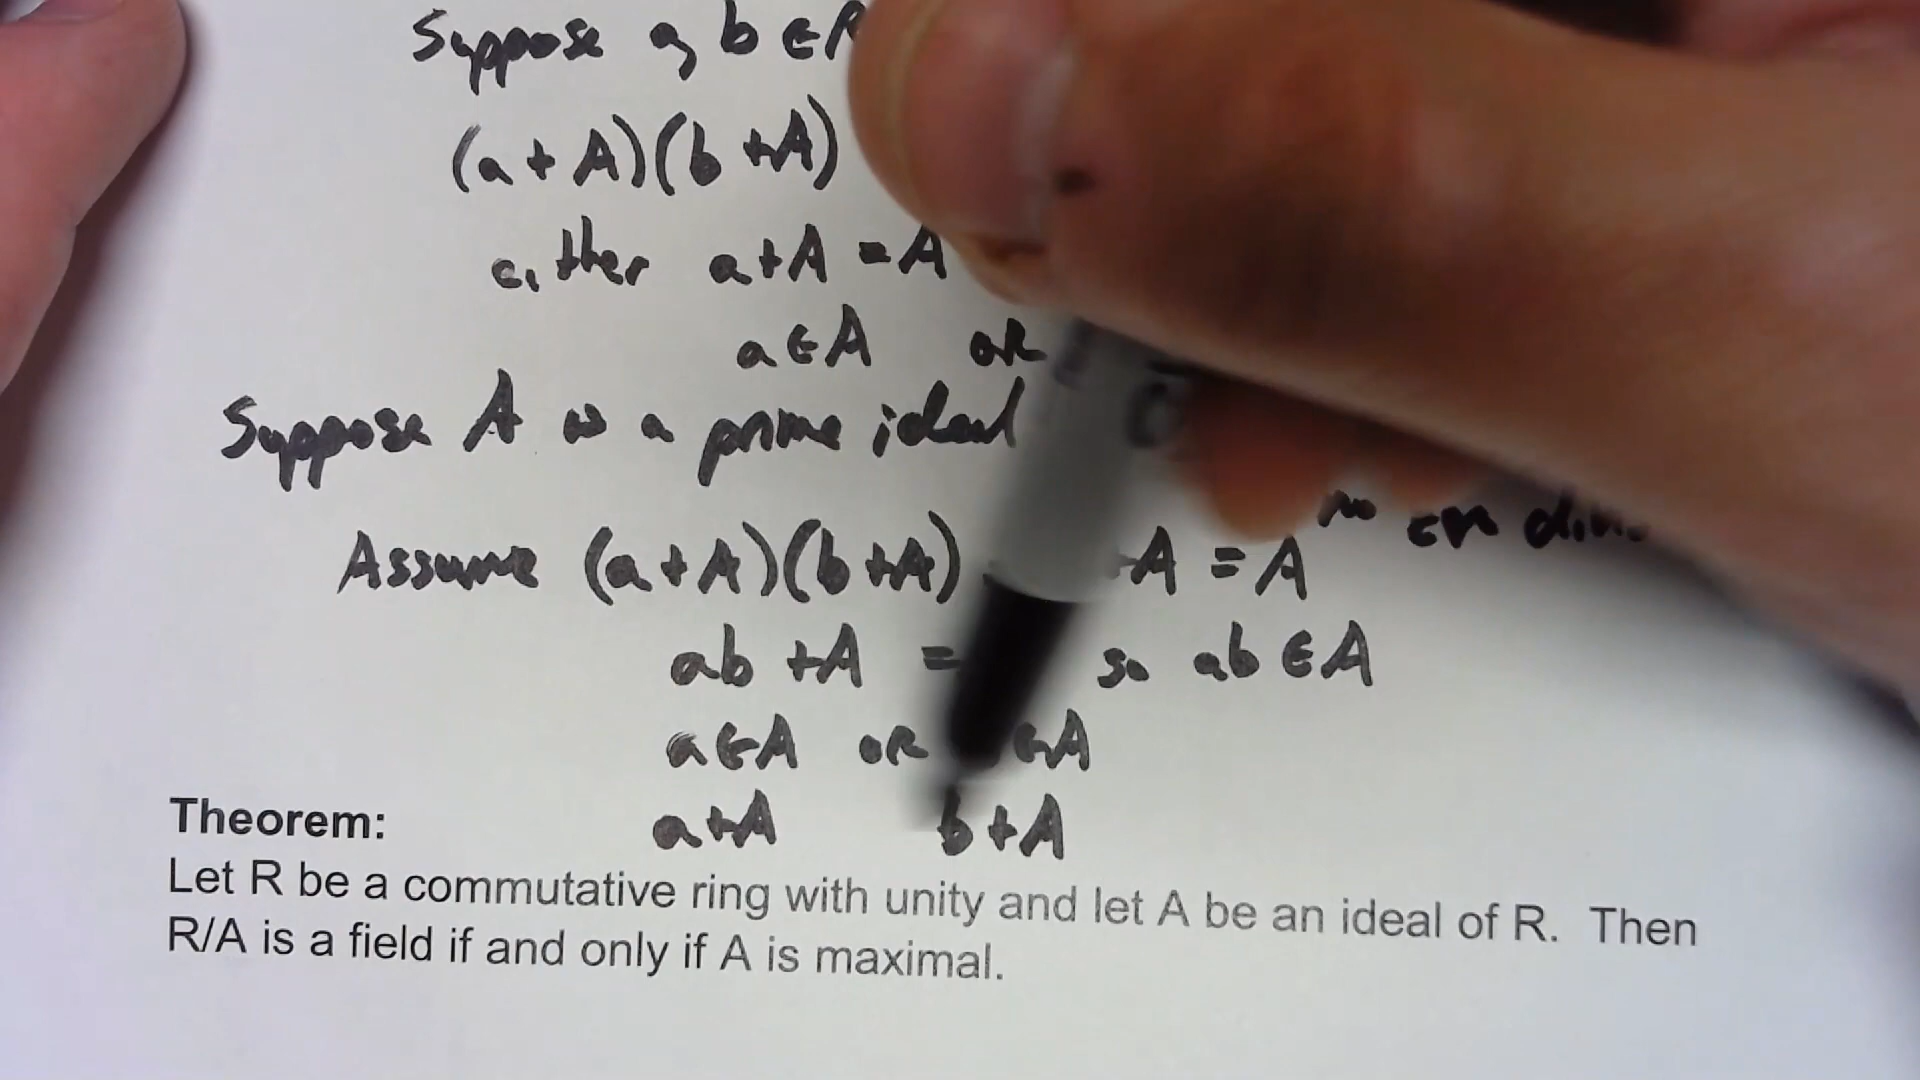 Suppose a, b ∈ R
(a + A)(b + A)
either a + A = A
a ∈ A or
Suppose A is a prime ideal
no
Assume (a + A)(b + A) A = A
ab + A = so ab ∈ A
a ∈ A or ∈ A
a + A b + A
Theorem:
Let R be a commutative ring with unity and let A be an ideal of R. Then
R/A is a field if and only if A is maximal.